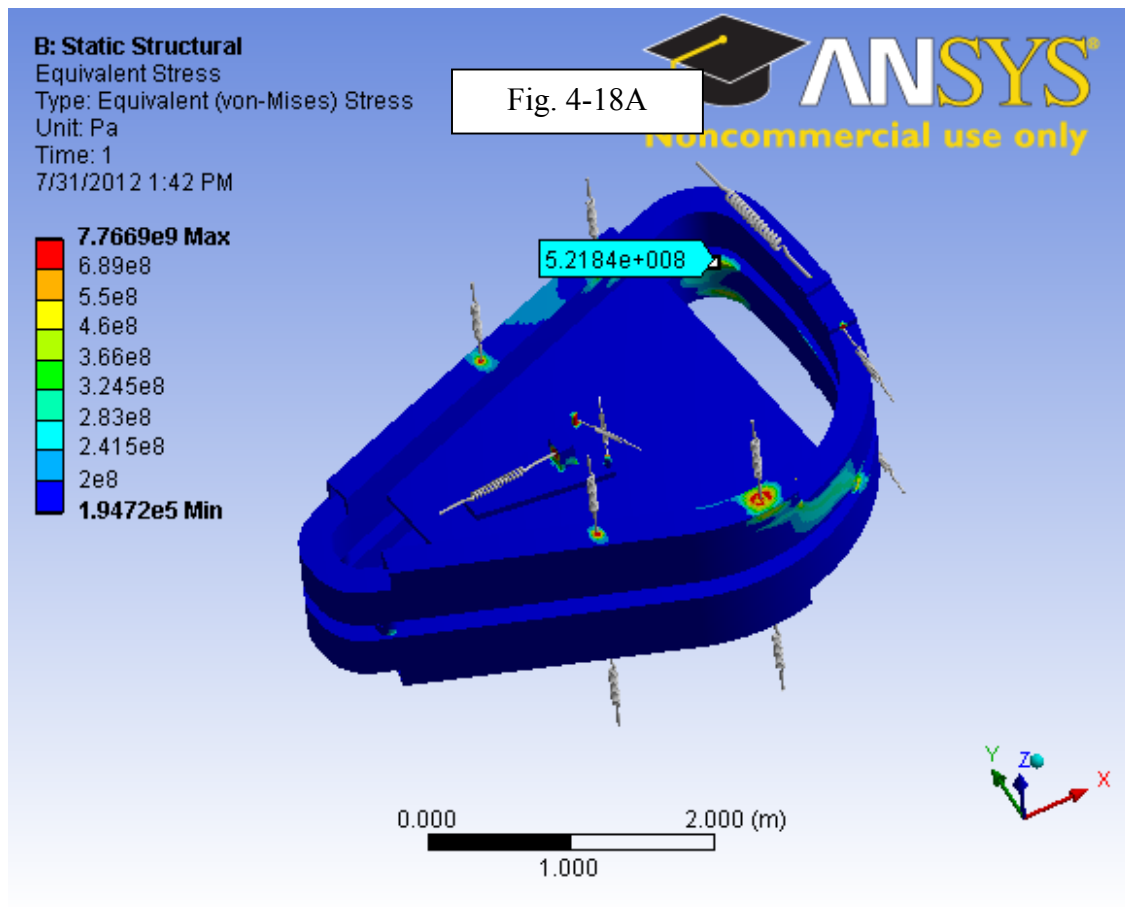 B: Static Structural
Equivalent Stress
Type: Equivalent (von-Mises) Stress
Unit: Pa
Time: 1
7/31/2012 1:42 PM
Fig. 4-18A
ANSYS®
Noncommercial use only
7.7669e9 Max
6.89e8
5.5e8
4.6e8
3.66e8
3.245e8
2.83e8
2.415e8
2e8
1.9472e5 Min
5.2184e+008
Y
Z
X
0.000
2.000 (m)
1.000